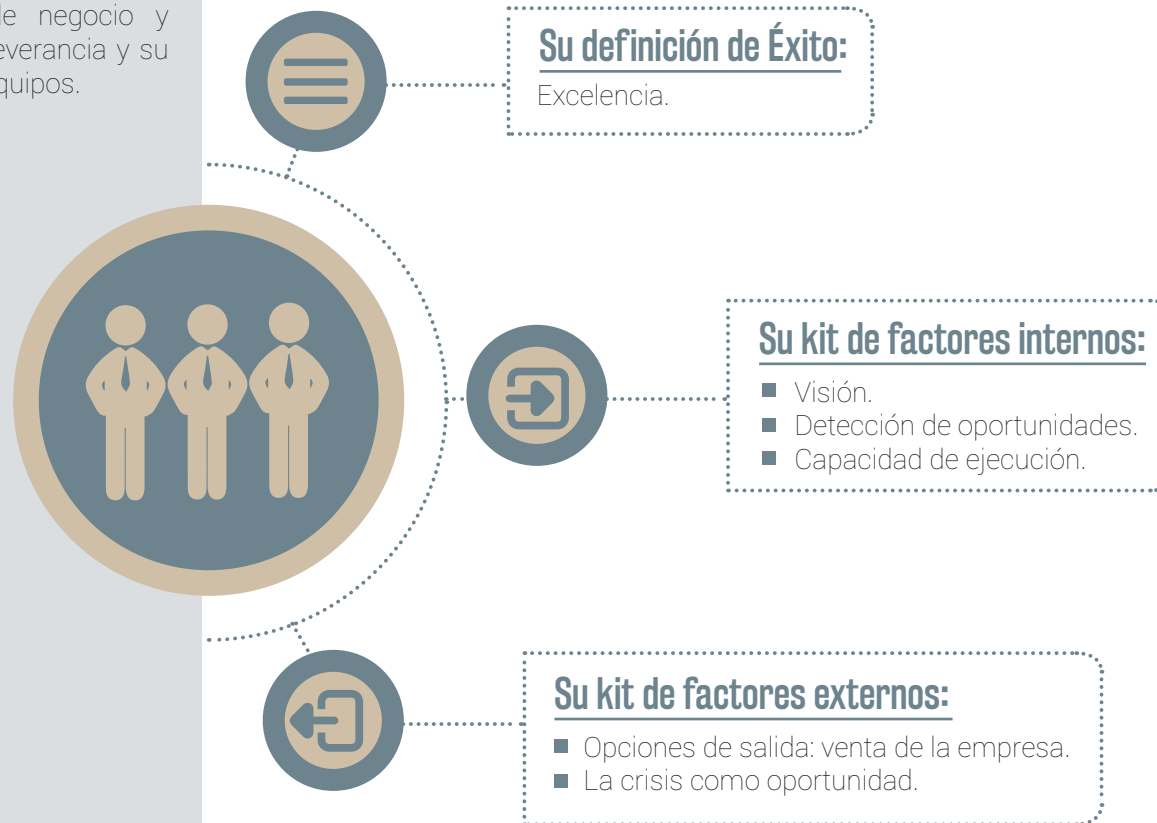 de negocio y
everancia y su
quipos.
Su definición de Éxito:
Excelencia.
Su kit de factores internos:
Visión.
Detección de oportunidades.
Capacidad de ejecución.
Su kit de factores externos:
Opciones de salida: venta de la empresa.
La crisis como oportunidad.